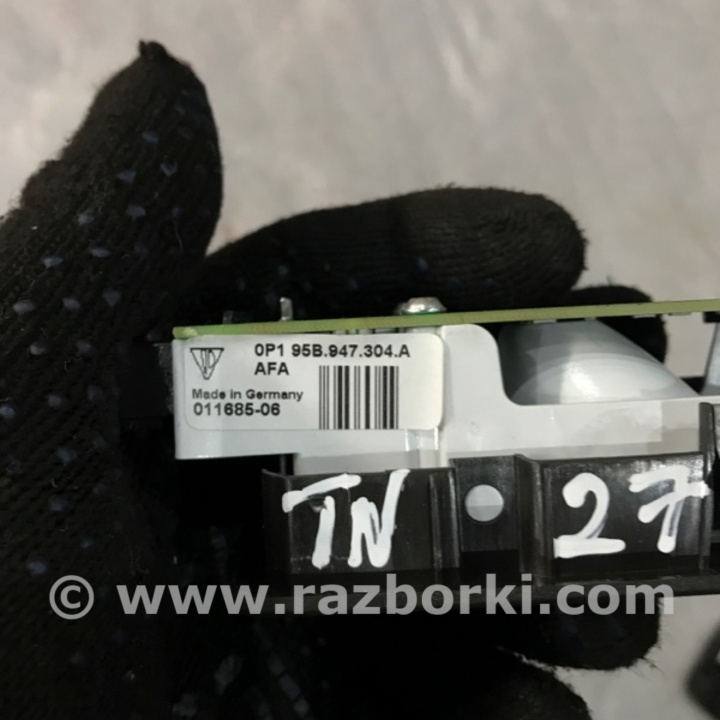 0P1 95B.947.304.A
AFA
Made in Germany
011685-06
TN 27
© www.razborki.com